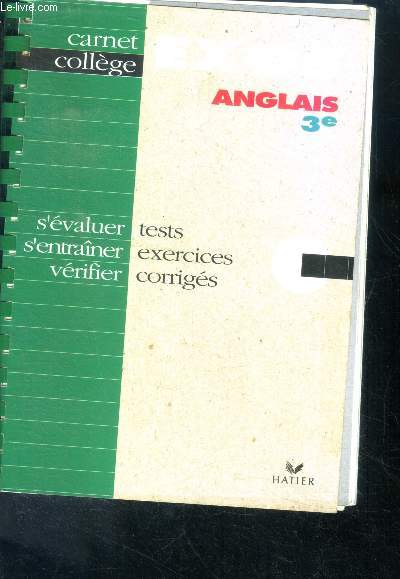 Le-livre.fr
carnet
collège
ANGLAIS
3e
s'évaluer tests
s'entraîner exercices
vérifier corrigés
HATIER